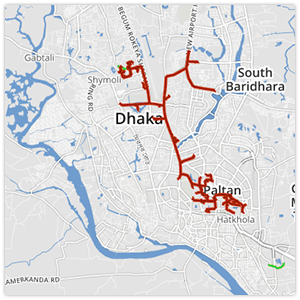 BEGUM ROKEYA S
NEW AIRPORT
Gabtali
Shymoli
RING RD
South
Baridhara
Dhaka
Paltan
Hatkhola
AMERKANDA RD